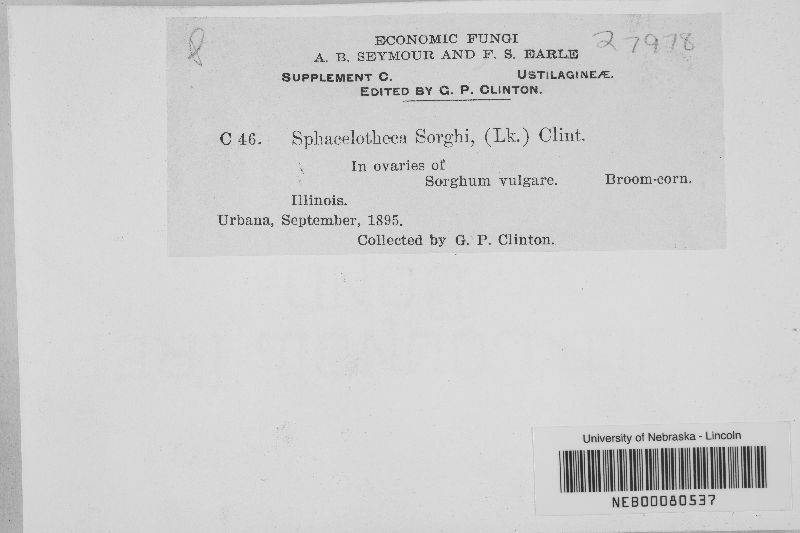 8
27978
ECONOMIC FUNGI
A. B. SEYMOUR AND F. S. EARLE
SUPPLEMENT C. USTILAGINEÆ.
EDITED BY G. P. CLINTON.
C 46. Sphacelotheca Sorghi, (Lk.) Clint.
In ovaries of
Sorghum vulgare. Broom-corn.
Illinois.
Urbana, September, 1895.
Collected by G. P. Clinton.
University of Nebraska - Lincoln
NEB00080537